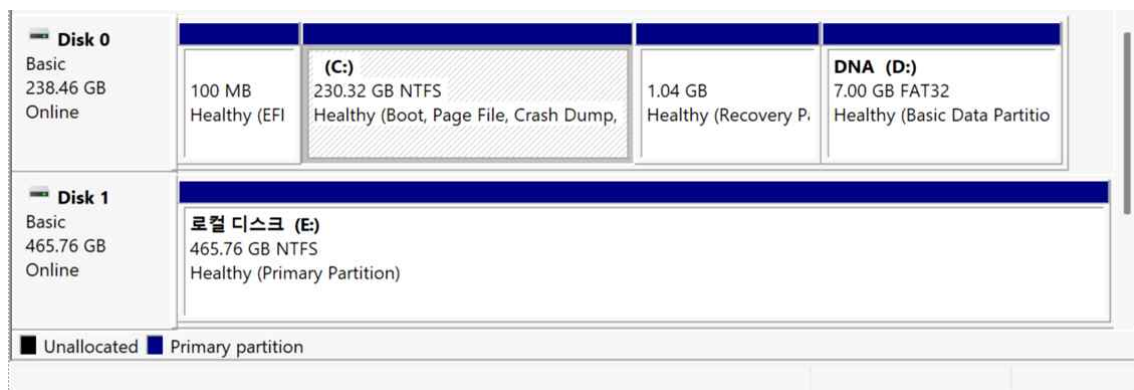 Disk 0
Basic
238.46 GB
Online
100 MB
Healthy (EFI
(C:)
230.32 GB NTFS
Healthy (Boot, Page File, Crash Dump,
1.04 GB
Healthy (Recovery P
DNA (D:)
7.00 GB FAT32
Healthy (Basic Data Partitio
Disk 1
Basic
465.76 GB
Online
로컬 디스크 (E:)
465.76 GB NTFS
Healthy (Primary Partition)
Unallocated Primary partition